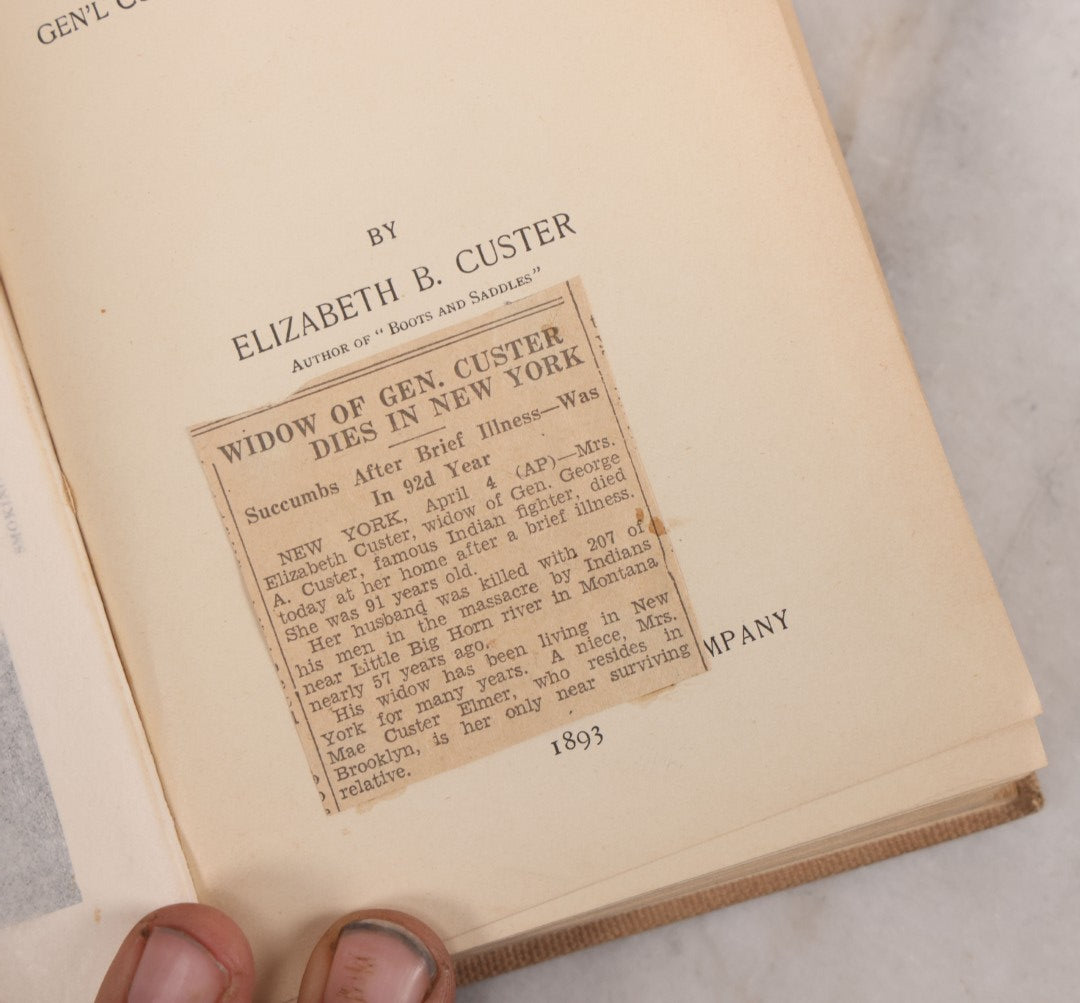 GEN'L
BY
ELIZABETH B. CUSTER
AUTHOR OF "BOOTS AND SADDLES"
WIDOW OF GEN. CUSTER
DIES IN NEW YORK
Succumbs After Brief Illness—Was
In 92d Year
NEW YORK, April 4 (AP)—Mrs.
Elizabeth Custer, widow of Gen. George
A. Custer, famous Indian fighter, died
today at her home after a brief illness.
She was 91 years old.
Her husband was killed with 207 of
his men in the massacre by Indians
near Little Big Horn river in Montana
nearly 57 years ago.
His widow has been living in New
York for many years. A niece, Mrs.
Mae Custer Elmer, who resides in
Brooklyn, is her only near surviving
relative.
MPANY
1893